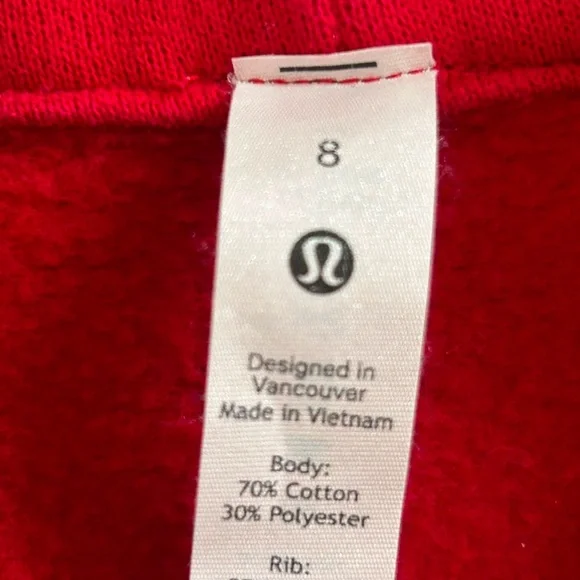 8
Designed in
Vancouver
Made in Vietnam
Body:
70% Cotton
30% Polyester
Rib: